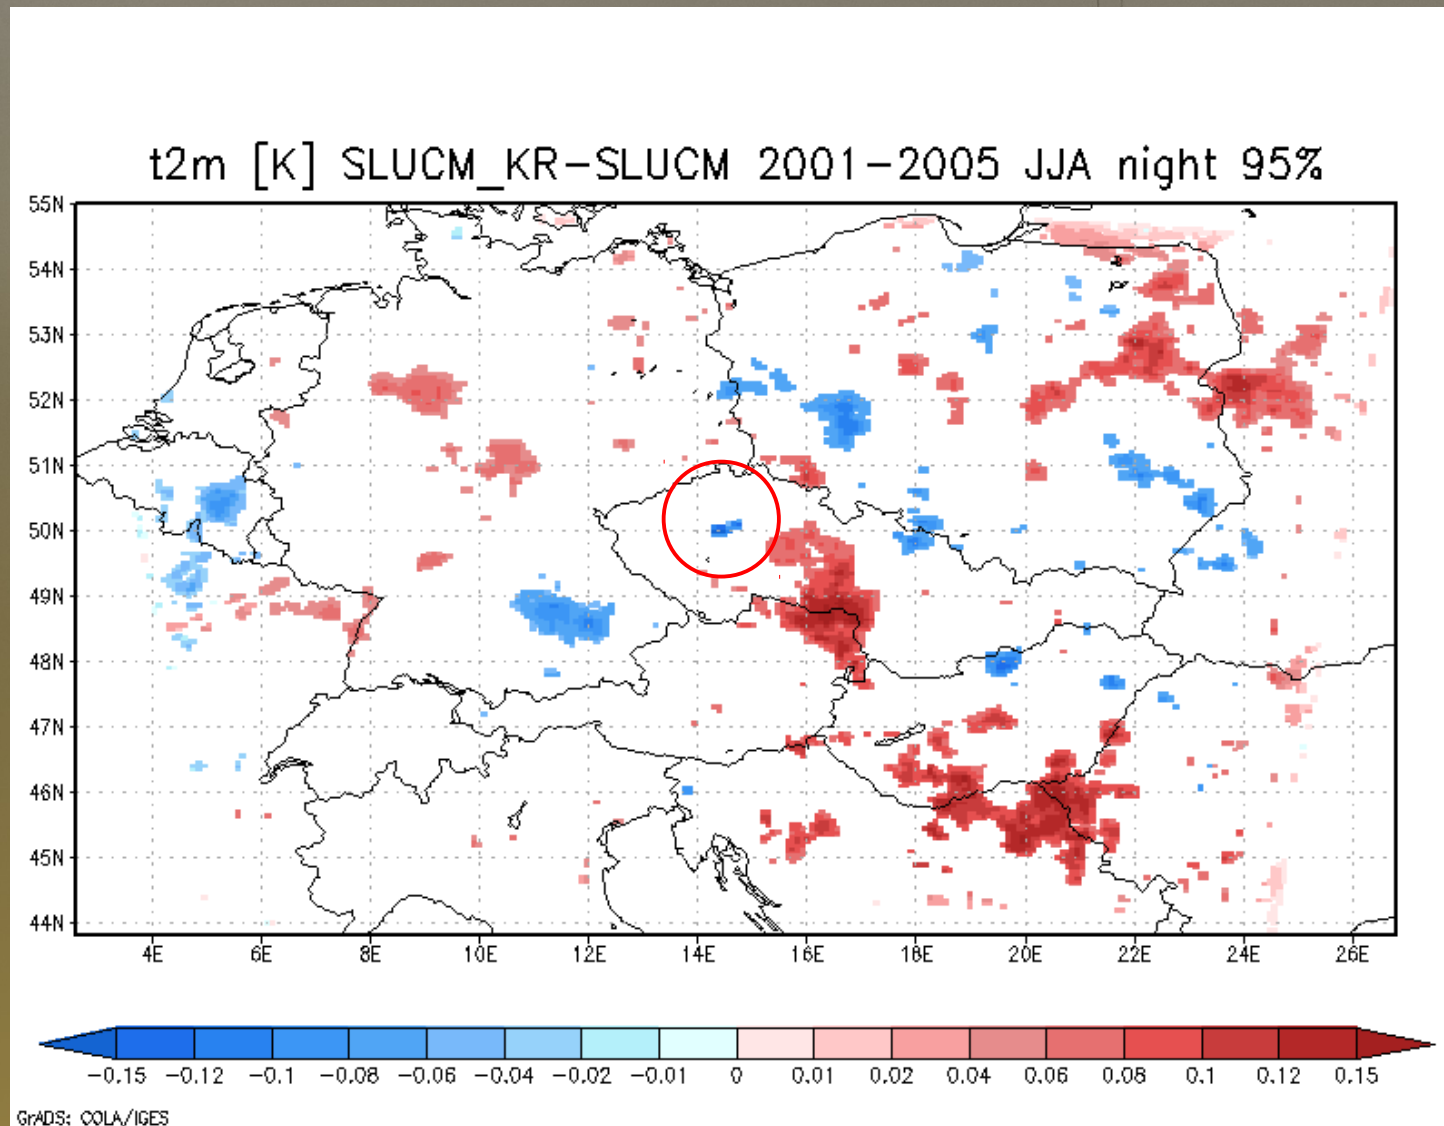 t2m [K] SLUCM_KR-SLUCM 2001-2005 JJA night 95%
55N
54N
53N
52N
51N
50N
49N
48N
47N
46N
45N
44N
4E 6E 8E 10E 12E 14E 16E 18E 20E 22E 24E 26E
-0.15 -0.12 -0.1 -0.08 -0.06 -0.04 -0.02 -0.01 0 0.01 0.02 0.04 0.06 0.08 0.1 0.12 0.15
GrADS: COLA/IGES